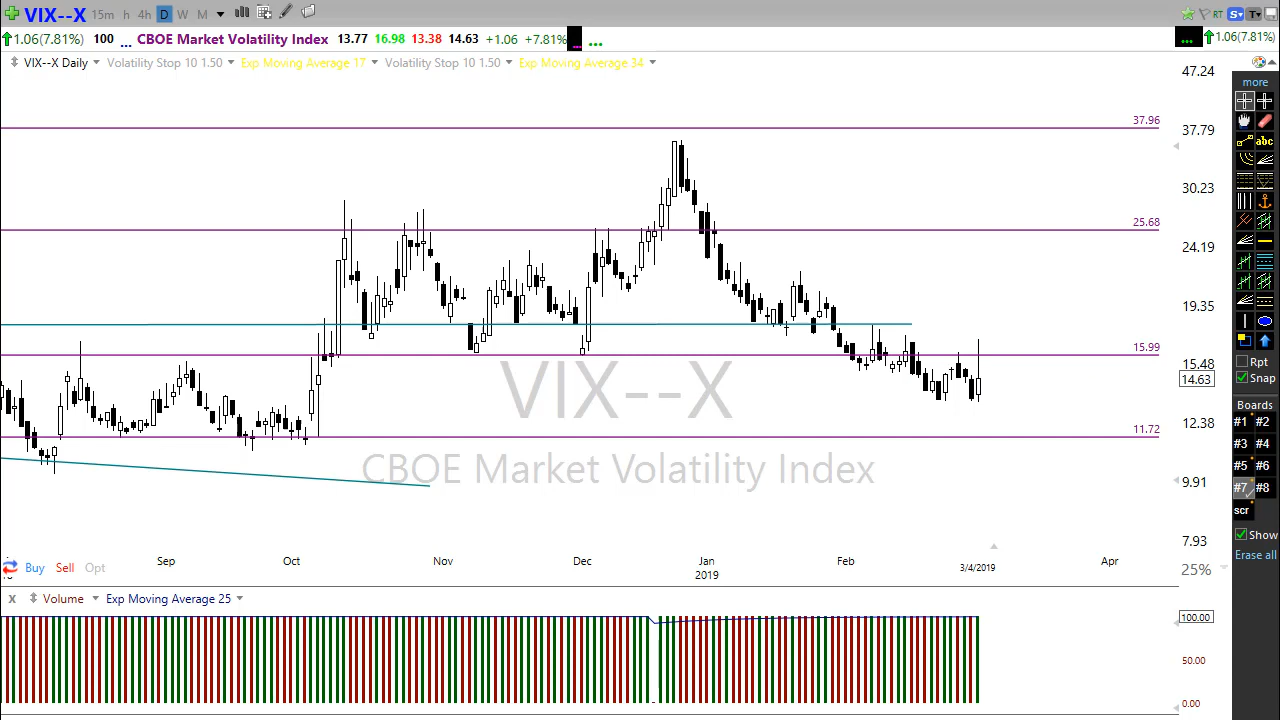 VIX--X 15m h 4h D W M RT S T
1.06(7.81%) 100 ... CBOE Market Volatility Index 13.77 16.98 13.38 14.63 +1.06 +7.81% ... ... ... 1.06(7.81%)
VIX--X Daily Volatility Stop 10 1.50 Exp Moving Average 17 Volatility Stop 10 1.50 Exp Moving Average 34
47.24
more
37.96
37.79
abc
30.23
25.68
24.19
19.35
15.99
15.48
14.63
Rpt
Snap
VIX--X
Boards
12.38
#1 #2
11.72
#3 #4
CBOE Market Volatility Index
#5 #6
9.91
#7 #8
scr
7.93
Show
Sep Oct Nov Dec Jan Feb Apr
2019
3/4/2019
Erase all
Buy Sell Opt
25%
X Volume Exp Moving Average 25
100.00
50.00
0.00